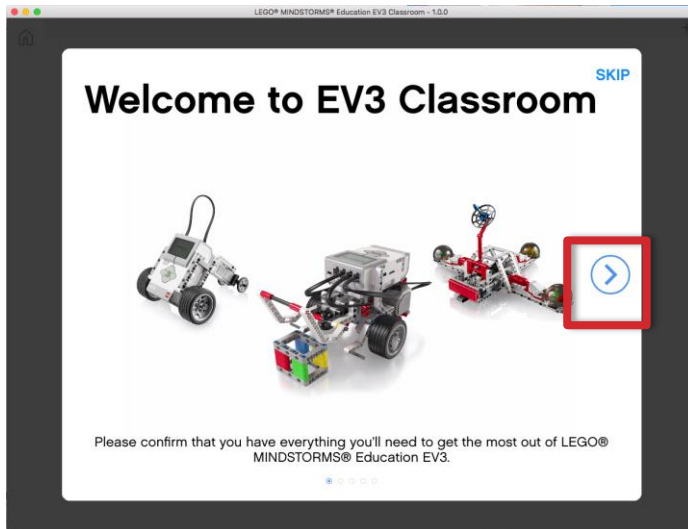 LEGO® MINDSTORMS® Education EV3 Classroom - 1.0.0
SKIP
Welcome to EV3 Classroom
Please confirm that you have everything you'll need to get the most out of LEGO®
MINDSTORMS® Education EV3.